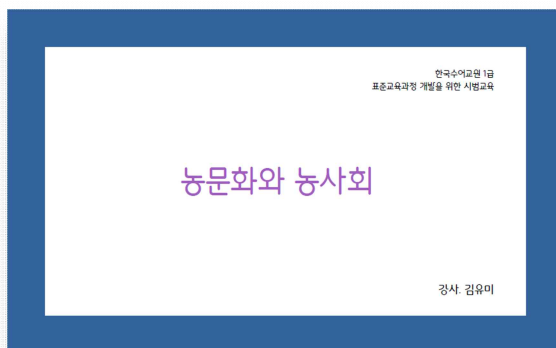 한국수어교원 1급
표준교육과정 개발을 위한 시범교육
농문화와 농사회
강사. 김유미